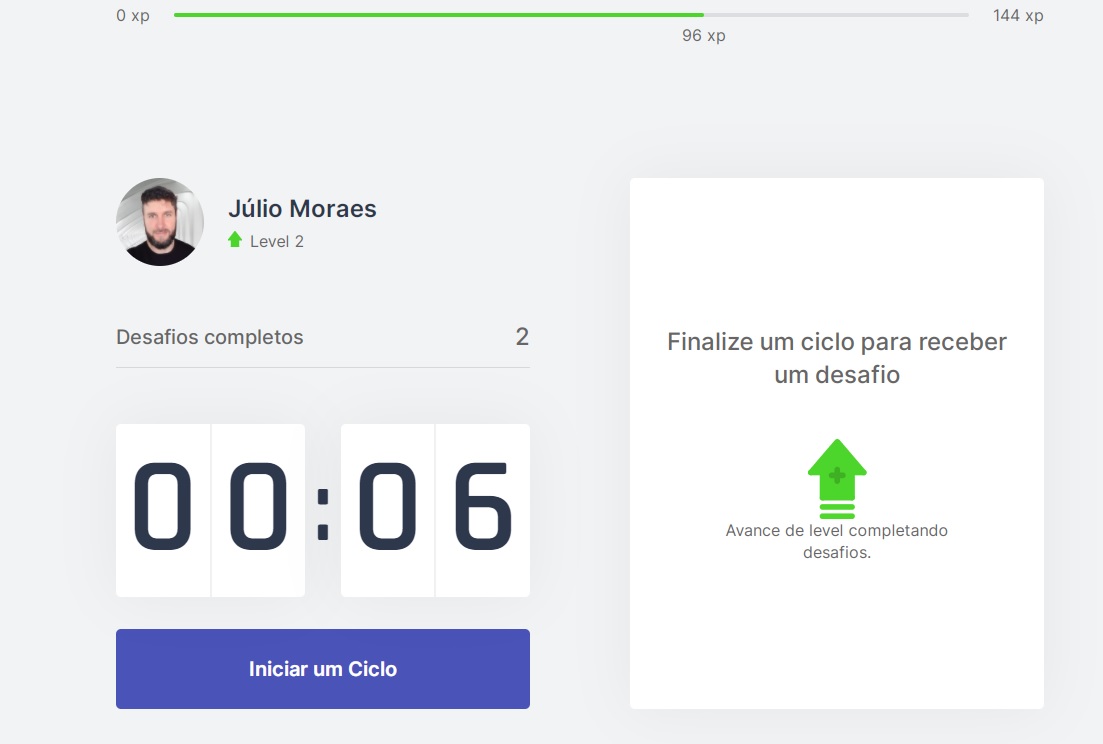 0 xp
144 xp
96 xp
Júlio Moraes
Level 2
Desafios completos
2
00:06
Iniciar um Ciclo
Finalize um ciclo para receber
um desafio
Avance de level completando
desafios.